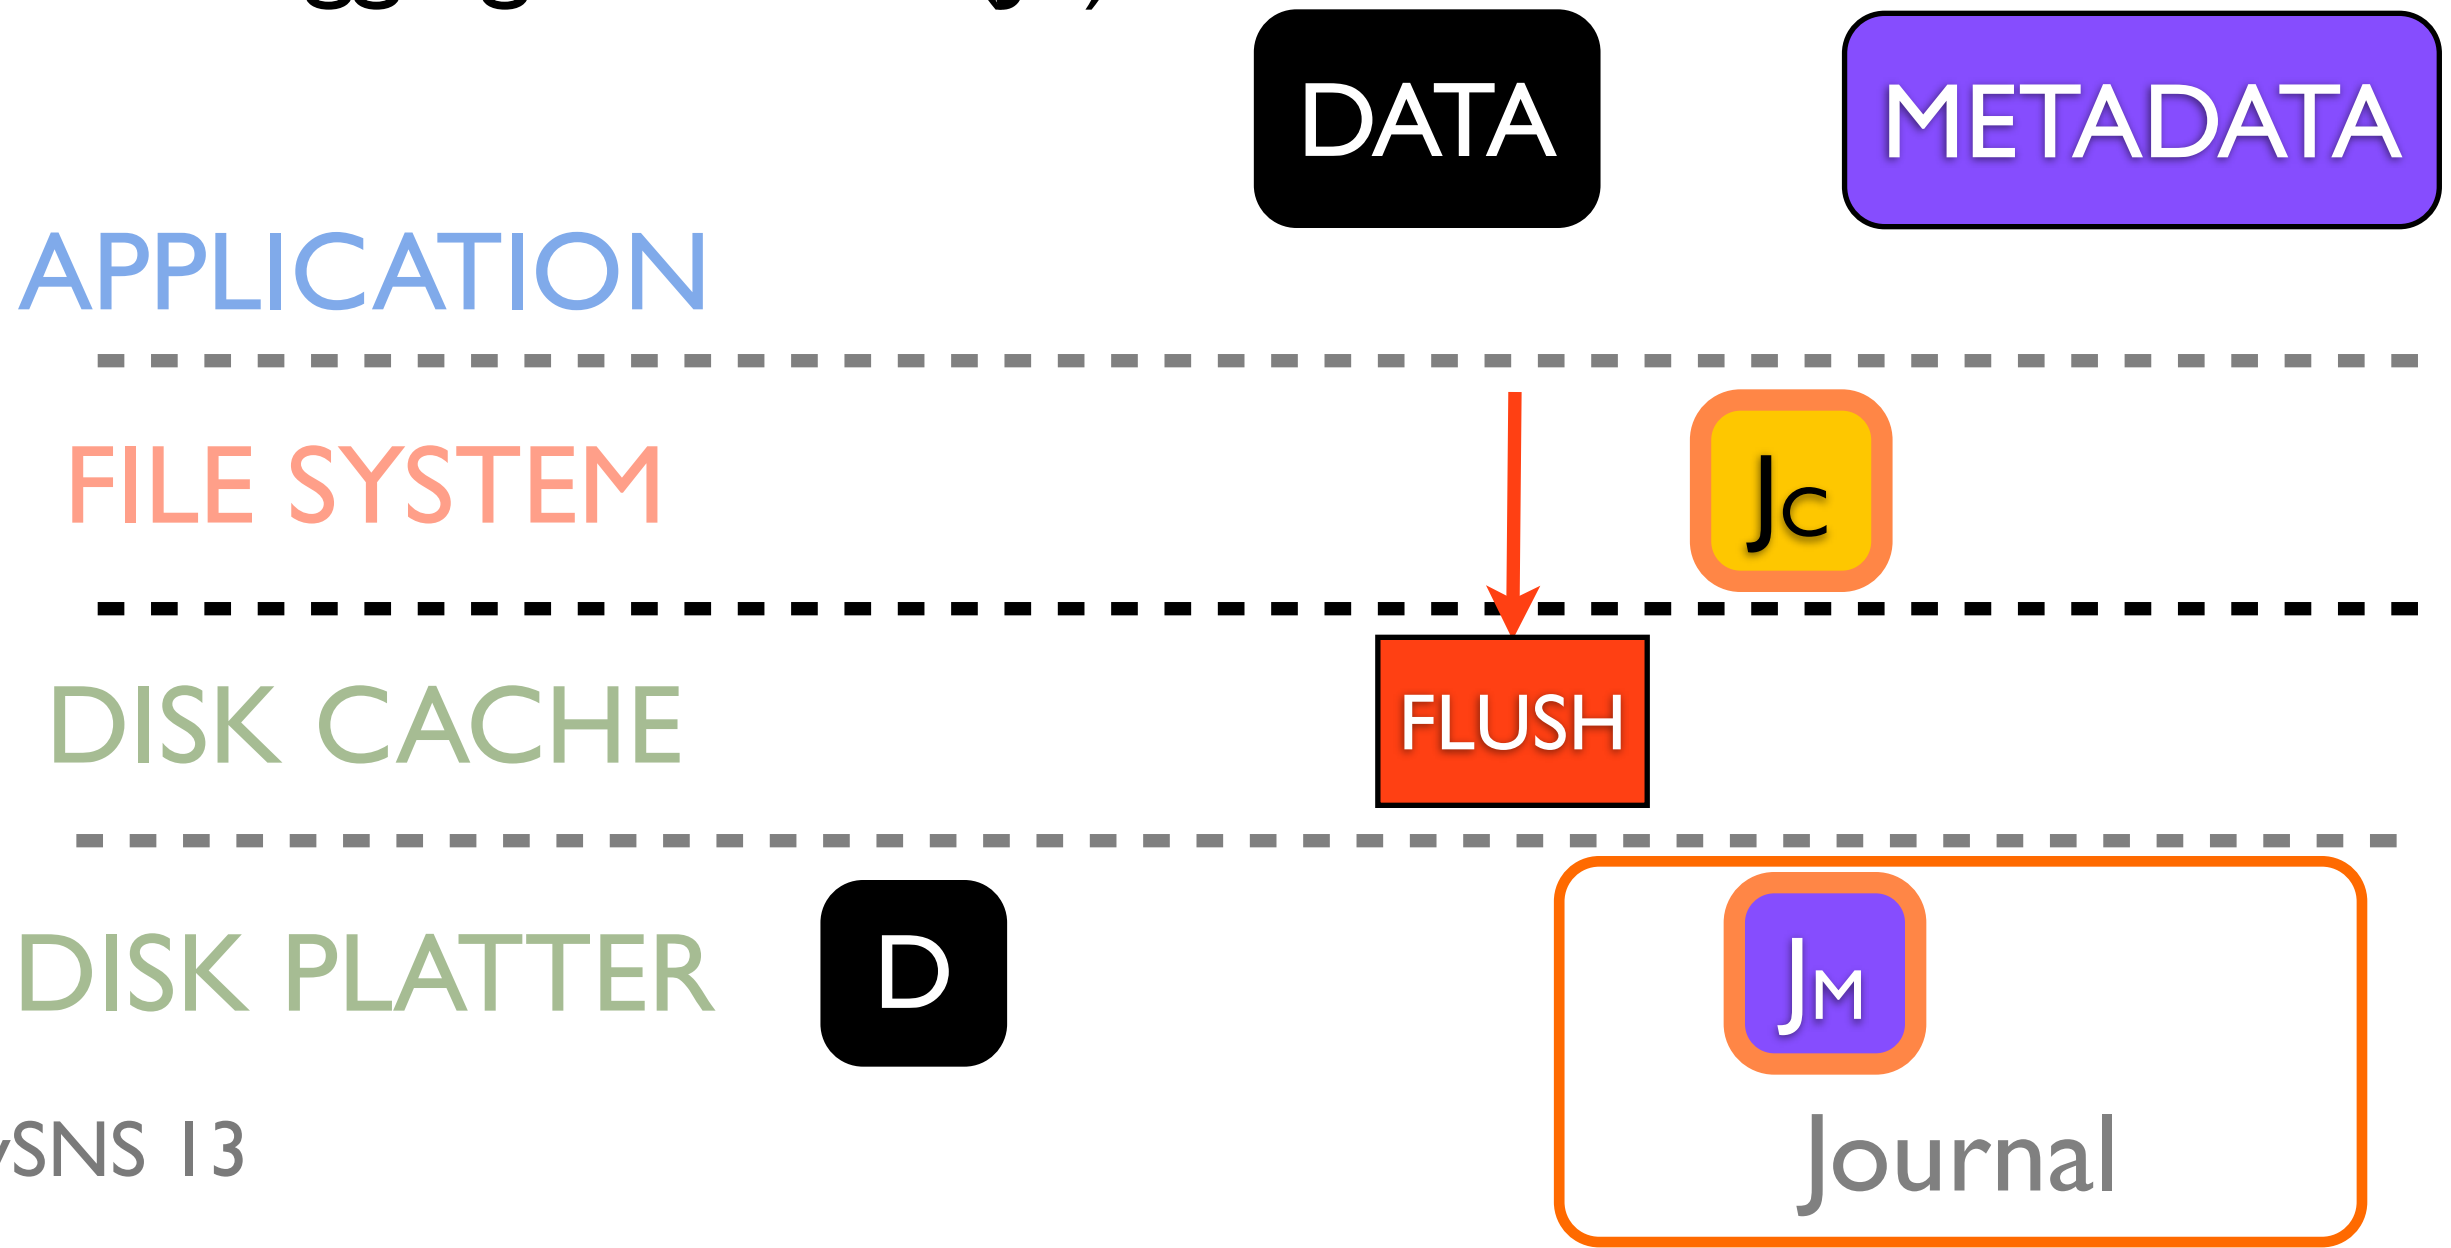 DATA METADATA
APPLICATION
FILE SYSTEM JC
DISK CACHE FLUSH
DISK PLATTER D JM
SNS 13 Journal